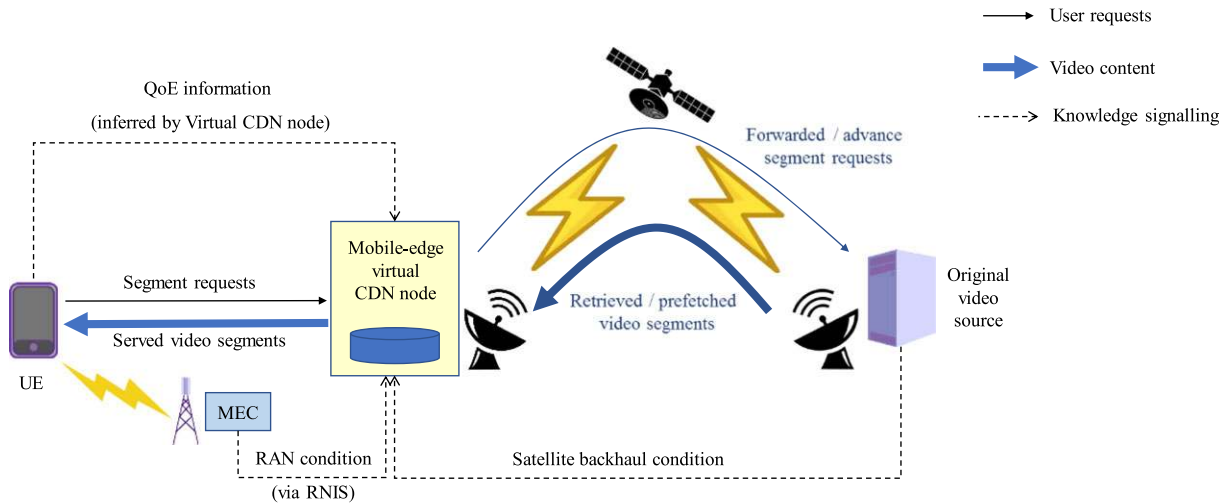 User requests
Video content
Knowledge signalling
QoE information
(inferred by Virtual CDN node)
Forwarded / advance
segment requests
Mobile-edge
virtual
CDN node
Segment requests
Served video segments
Retrieved / prefetched
video segments
Original
video
source
UE
MEC
RAN condition
(via RNIS)
Satellite backhaul condition